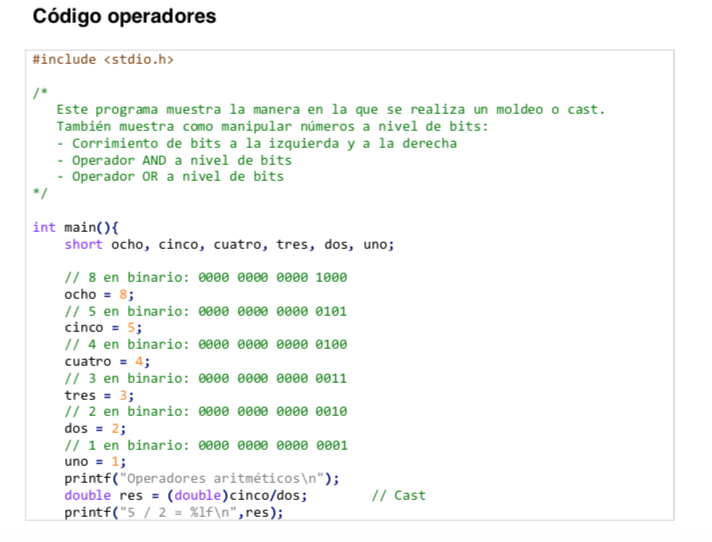 Código operadores
#include <stdio.h>
/*
Este programa muestra la manera en la que se realiza un moldeo o cast.
También muestra como manipular números a nivel de bits:
- Corrimiento de bits a la izquierda y a la derecha
- Operador AND a nivel de bits
- Operador OR a nivel de bits
*/
int main(){
short ocho, cinco, cuatro, tres, dos, uno;
// 8 en binario: 0000 0000 0000 1000
ocho = 8;
// 5 en binario: 0000 0000 0000 0101
cinco = 5;
// 4 en binario: 0000 0000 0000 0100
cuatro = 4;
// 3 en binario: 0000 0000 0000 0011
tres = 3;
// 2 en binario: 0000 0000 0000 0010
dos = 2;
// 1 en binario: 0000 0000 0000 0001
uno = 1;
printf("Operadores aritméticos\n");
double res = (double)cinco/dos; // Cast
printf("5 / 2 = %lf\n",res);